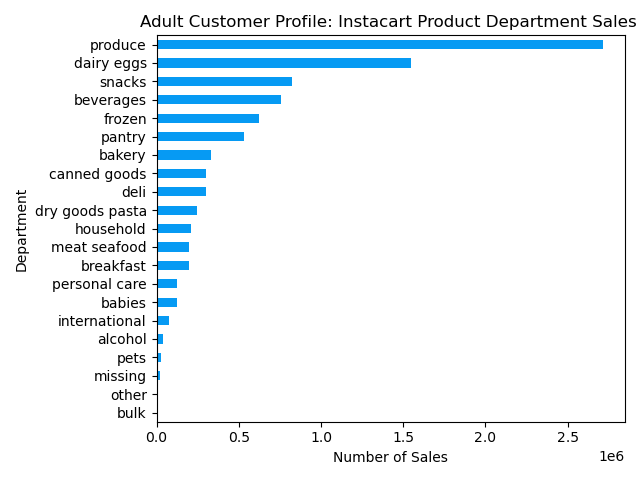 Adult Customer Profile: Instacart Product Department Sales
produce
dairy eggs
snacks
beverages
frozen
pantry
bakery
canned goods
deli
dry goods pasta
household
meat seafood
breakfast
personal care
babies
international
alcohol
pets
missing
other
bulk
Department
0.0 0.5 1.0 1.5 2.0 2.5
1e6
Number of Sales